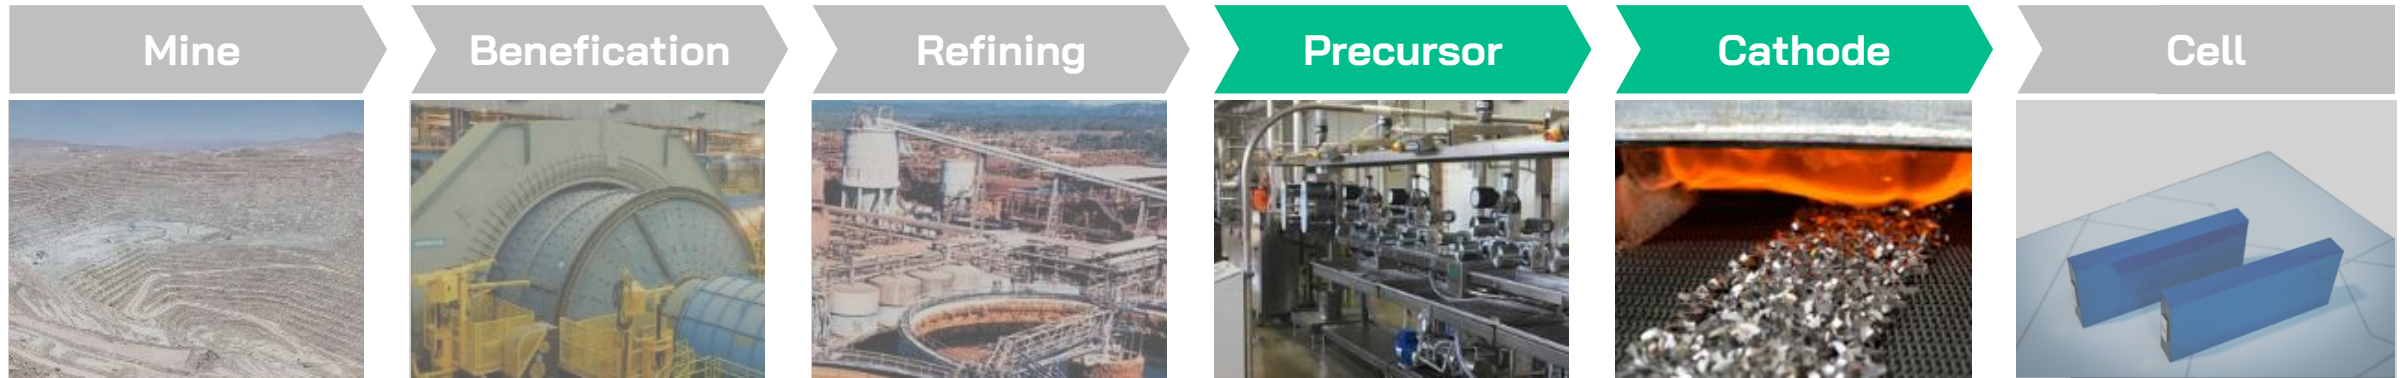 Mine
Benefication
Refining
Precursor
Cathode
Cell